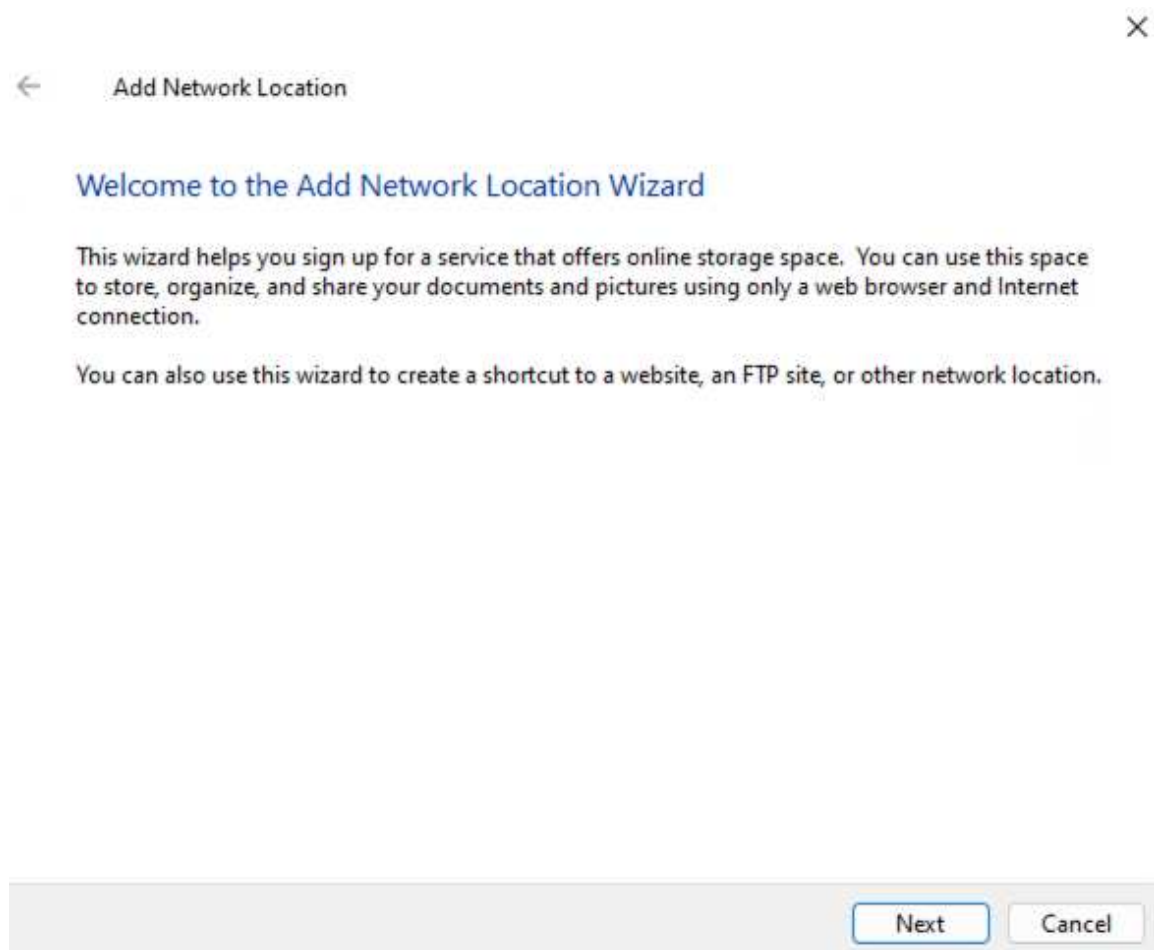 Add Network Location
Welcome to the Add Network Location Wizard
This wizard helps you sign up for a service that offers online storage space.  You can use this space
to store, organize, and share your documents and pictures using only a web browser and Internet
connection.
You can also use this wizard to create a shortcut to a website, an FTP site, or other network location.
Next
Cancel